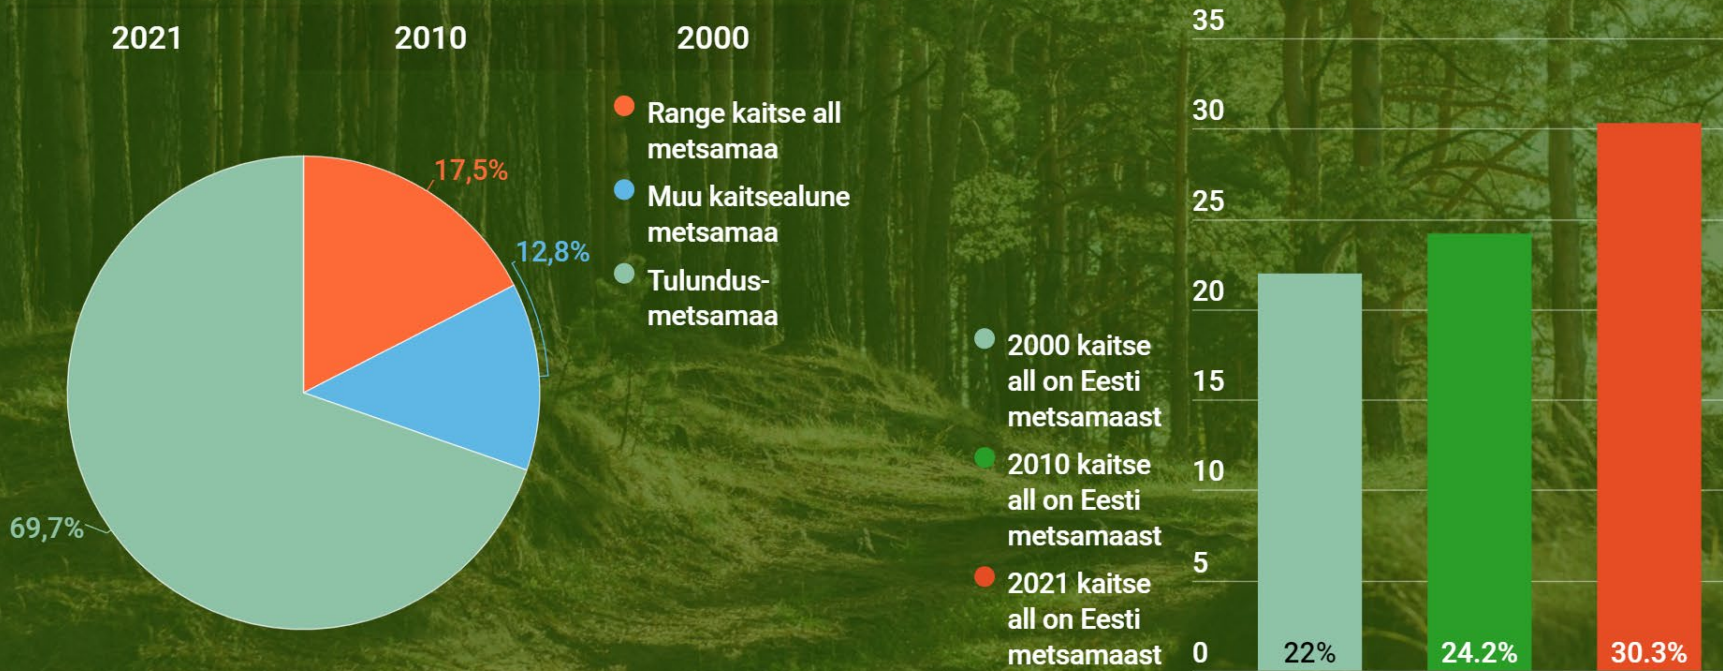 2021
2010
2000
17,5%
12,8%
69,7%
Range kaitse all
metsamaa
Muu kaitsealune
metsamaa
Tulundus-
metsamaa
2000 kaitse
all on Eesti
metsamaast
2010 kaitse
all on Eesti
metsamaast
2021 kaitse
all on Eesti
metsamaast
35
30
25
20
15
10
5
0
22%
24.2%
30.3%